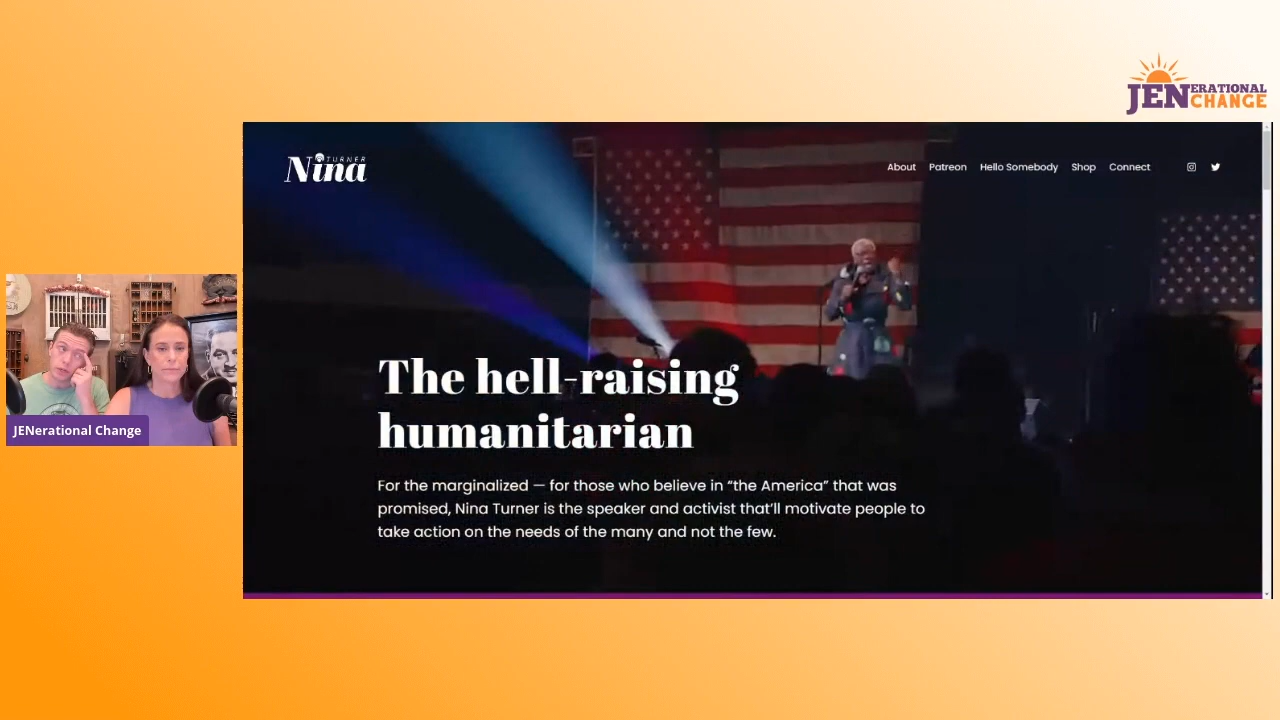 JENERATIONAL
CHANGE
Nina TURNER
About Patreon Hello Somebody Shop Connect
The hell-raising
humanitarian
For the marginalized — for those who believe in “the America” that was
promised, Nina Turner is the speaker and activist that’ll motivate people to
take action on the needs of the many and not the few.
JENerational Change